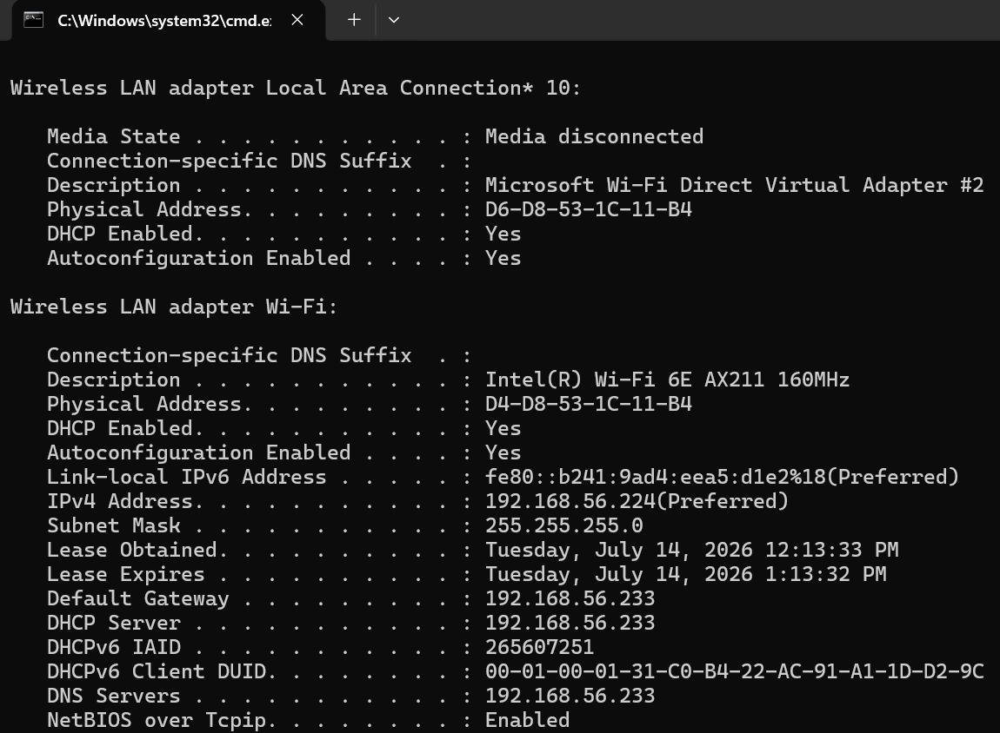 C:\Windows\system32\cmd.e
Wireless LAN adapter Local Area Connection* 10:
Media State . . . . . . . . . . . : Media disconnected
Connection-specific DNS Suffix  . :
Description . . . . . . . . . . . : Microsoft Wi-Fi Direct Virtual Adapter #2
Physical Address. . . . . . . . . : D6-D8-53-1C-11-B4
DHCP Enabled. . . . . . . . . . . : Yes
Autoconfiguration Enabled . . . . : Yes
Wireless LAN adapter Wi-Fi:
Connection-specific DNS Suffix  . :
Description . . . . . . . . . . . : Intel(R) Wi-Fi 6E AX211 160MHz
Physical Address. . . . . . . . . : D4-D8-53-1C-11-B4
DHCP Enabled. . . . . . . . . . . : Yes
Autoconfiguration Enabled . . . . : Yes
Link-local IPv6 Address . . . . . : fe80::b241:9ad4:eea5:d1e2%18(Preferred)
IPv4 Address. . . . . . . . . . . : 192.168.56.224(Preferred)
Subnet Mask . . . . . . . . . . . : 255.255.255.0
Lease Obtained. . . . . . . . . . : Tuesday, July 14, 2026 12:13:33 PM
Lease Expires . . . . . . . . . . : Tuesday, July 14, 2026 1:13:32 PM
Default Gateway . . . . . . . . . : 192.168.56.233
DHCP Server . . . . . . . . . . . : 192.168.56.233
DHCPv6 IAID . . . . . . . . . . . : 265607251
DHCPv6 Client DUID. . . . . . . . : 00-01-00-01-31-C0-B4-22-AC-91-A1-1D-D2-9C
DNS Servers . . . . . . . . . . . : 192.168.56.233
NetBIOS over Tcpip. . . . . . . . : Enabled